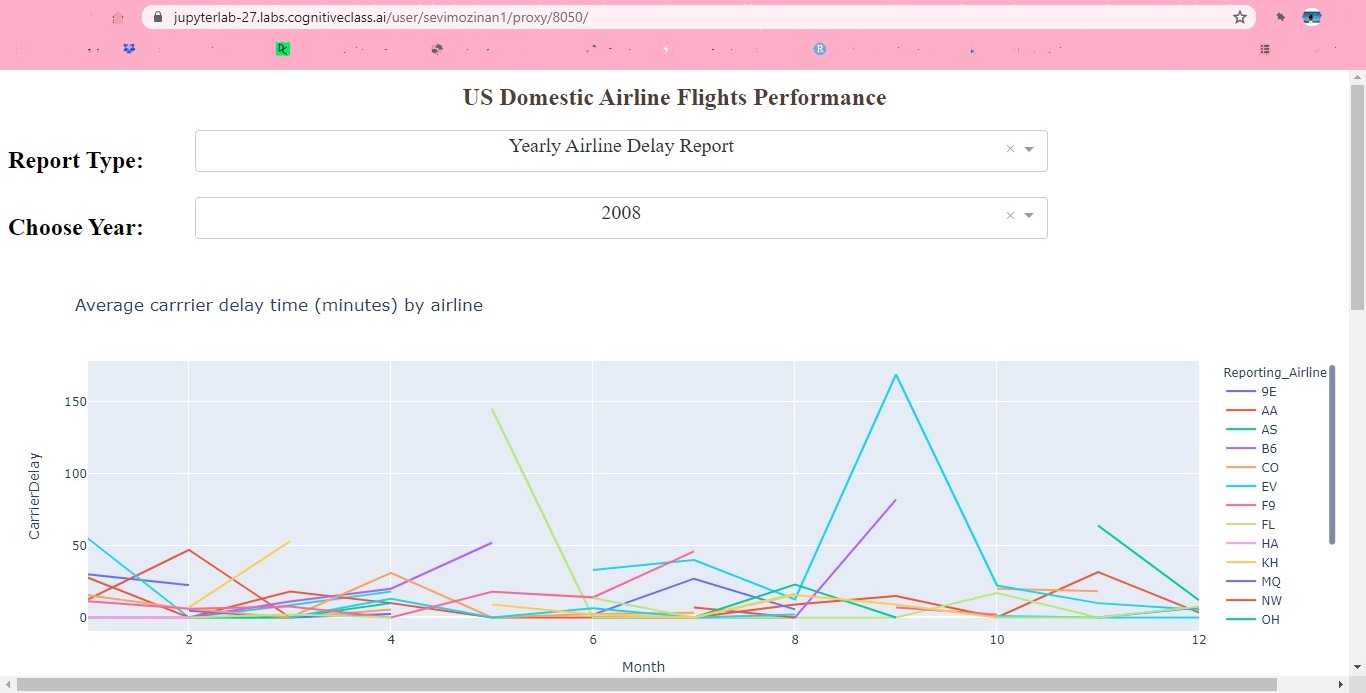 jupyterlab-27.labs.cognitiveclass.ai/user/sevimozinan1/proxy/8050/
DC
R
US Domestic Airline Flights Performance
Report Type:
Yearly Airline Delay Report
×
Choose Year:
2008
×
Average carrrier delay time (minutes) by airline
Reporting_Airline
9E
AA
AS
B6
CO
EV
F9
FL
HA
KH
MQ
NW
OH
CarrierDelay
150
100
50
0
2
4
6
8
10
12
Month